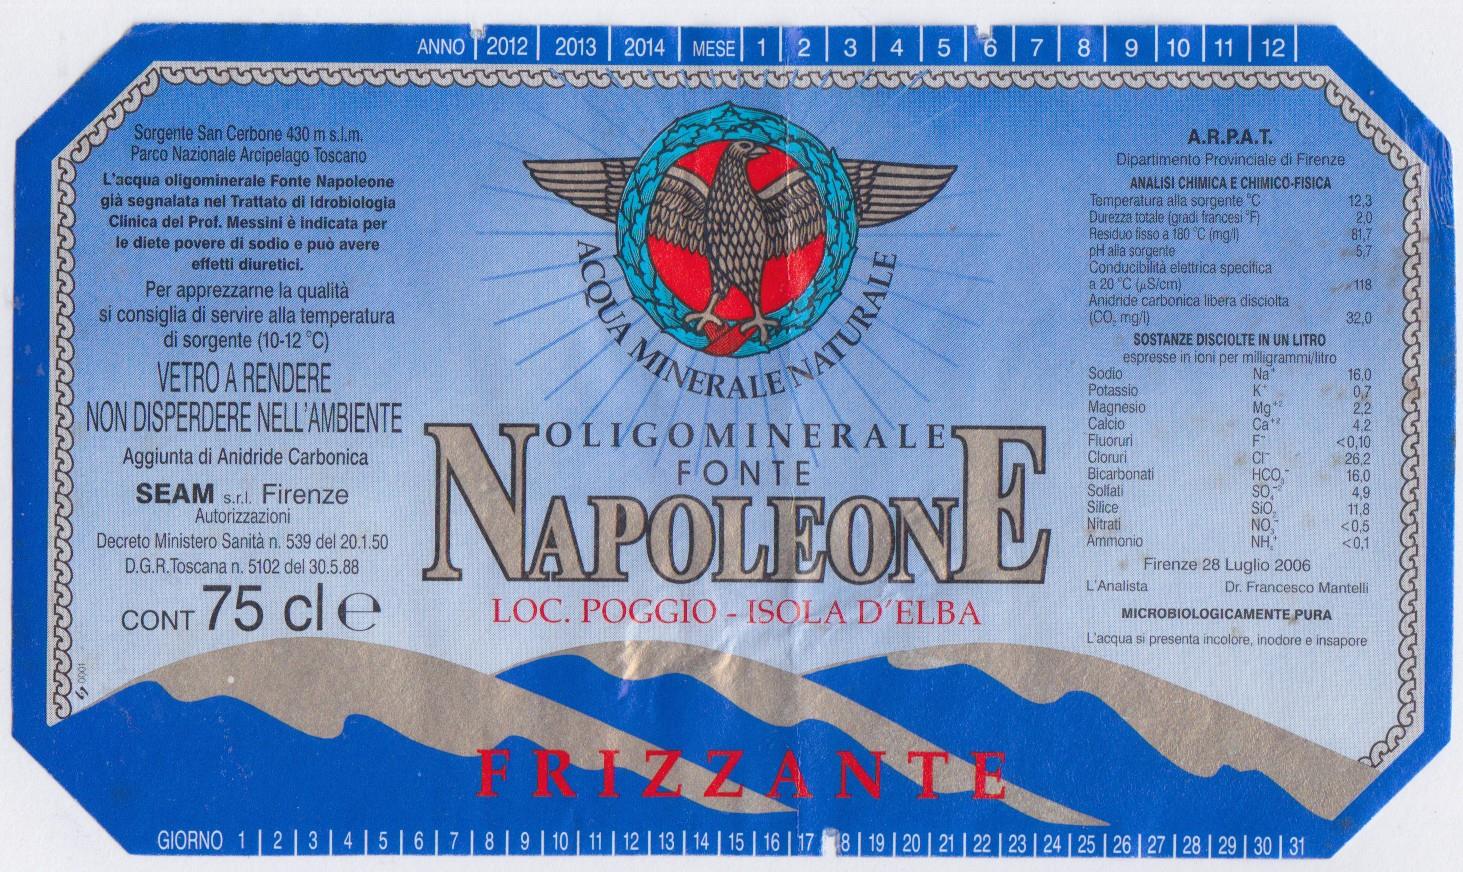 ANNO 2012 2013 2014 MESE 1 2 3 4 5 6 7 8 9 10 11 12
Sorgente San Cerbone 430 m s.l.m.
Parco Nazionale Arcipelago Toscano
L'acqua oligominerale Fonte Napoleone
già segnalata nel Trattato di Idrobiologia
Clinica del Prof. Messini è indicata per
le diete povere di sodio e può avere
effetti diuretici.
Per apprezzarne la qualità
si consiglia di servire alla temperatura
di sorgente (10-12 °C)
VETRO A RENDERE
NON DISPERDERE NELL'AMBIENTE
Aggiunta di Anidride Carbonica
SEAM s.r.l. Firenze
Autorizzazioni
Decreto Ministero Sanità n. 539 del 20.1.50
D.G.R.Toscana n. 5102 del 30.5.88
CONT 75 cl e
0001
ACQUA MINERALE NATURALE
OLIGOMINERALE
FONTE
NAPOLEONE
LOC. POGGIO - ISOLA D'ELBA
FRIZZANTE
A.R.P.A.T.
Dipartimento Provinciale di Firenze
ANALISI CHIMICA E CHIMICO-FISICA
Temperatura alla sorgente °C 12,3
Durezza totale (gradi francesi °F) 2,0
Residuo fisso a 180 °C (mg/l) 81,7
pH alla sorgente 5,7
Conducibilità elettrica specifica
a 20 °C (µS/cm) 118
Anidride carbonica libera disciolta
(CO₂ mg/l) 32,0
SOSTANZE DISCIOLTE IN UN LITRO
espresse in ioni per milligrammi/litro
Sodio Na⁺ 16,0
Potassio K⁺ 0,7
Magnesio Mg⁺² 2,2
Calcio Ca⁺² 4,2
Fluoruri F⁻ <0,10
Cloruri Cl⁻ 26,2
Bicarbonati HCO₃⁻ 16,0
Solfati SO₄⁻² 4,9
Silice SiO₂ 11,8
Nitrati NO₃⁻ <0,5
Ammonio NH₄⁺ <0,1
Firenze 28 Luglio 2006
L'Analista Dr. Francesco Mantelli
MICROBIOLOGICAMENTE PURA
L'acqua si presenta incolore, inodore e insapore
GIORNO 1 2 3 4 5 6 7 8 9 10 11 12 13 14 15 16 17 8 19 20 21 22 23 24 25 26 27 28 29 30 31